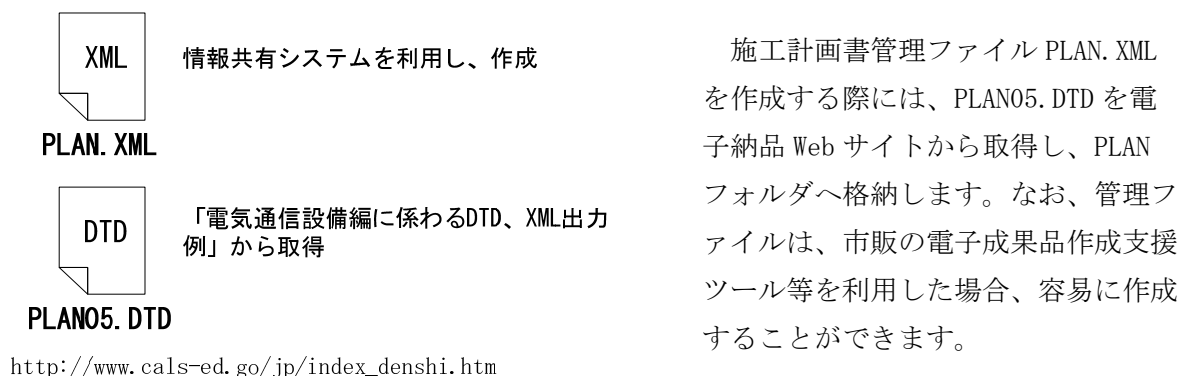 XML
情報共有システムを利用し、作成
PLAN.XML
DTD
「電気通信設備編に係わるDTD、XML出力
例」から取得
PLAN05.DTD
http://www.cals-ed.go/jp/index_denshi.htm
施工計画書管理ファイル PLAN.XML
を作成する際には、PLAN05.DTD を電
子納品 Web サイトから取得し、PLAN
フォルダへ格納します。なお、管理フ
ァイルは、市販の電子成果品作成支援
ツール等を利用した場合、容易に作成
することができます。